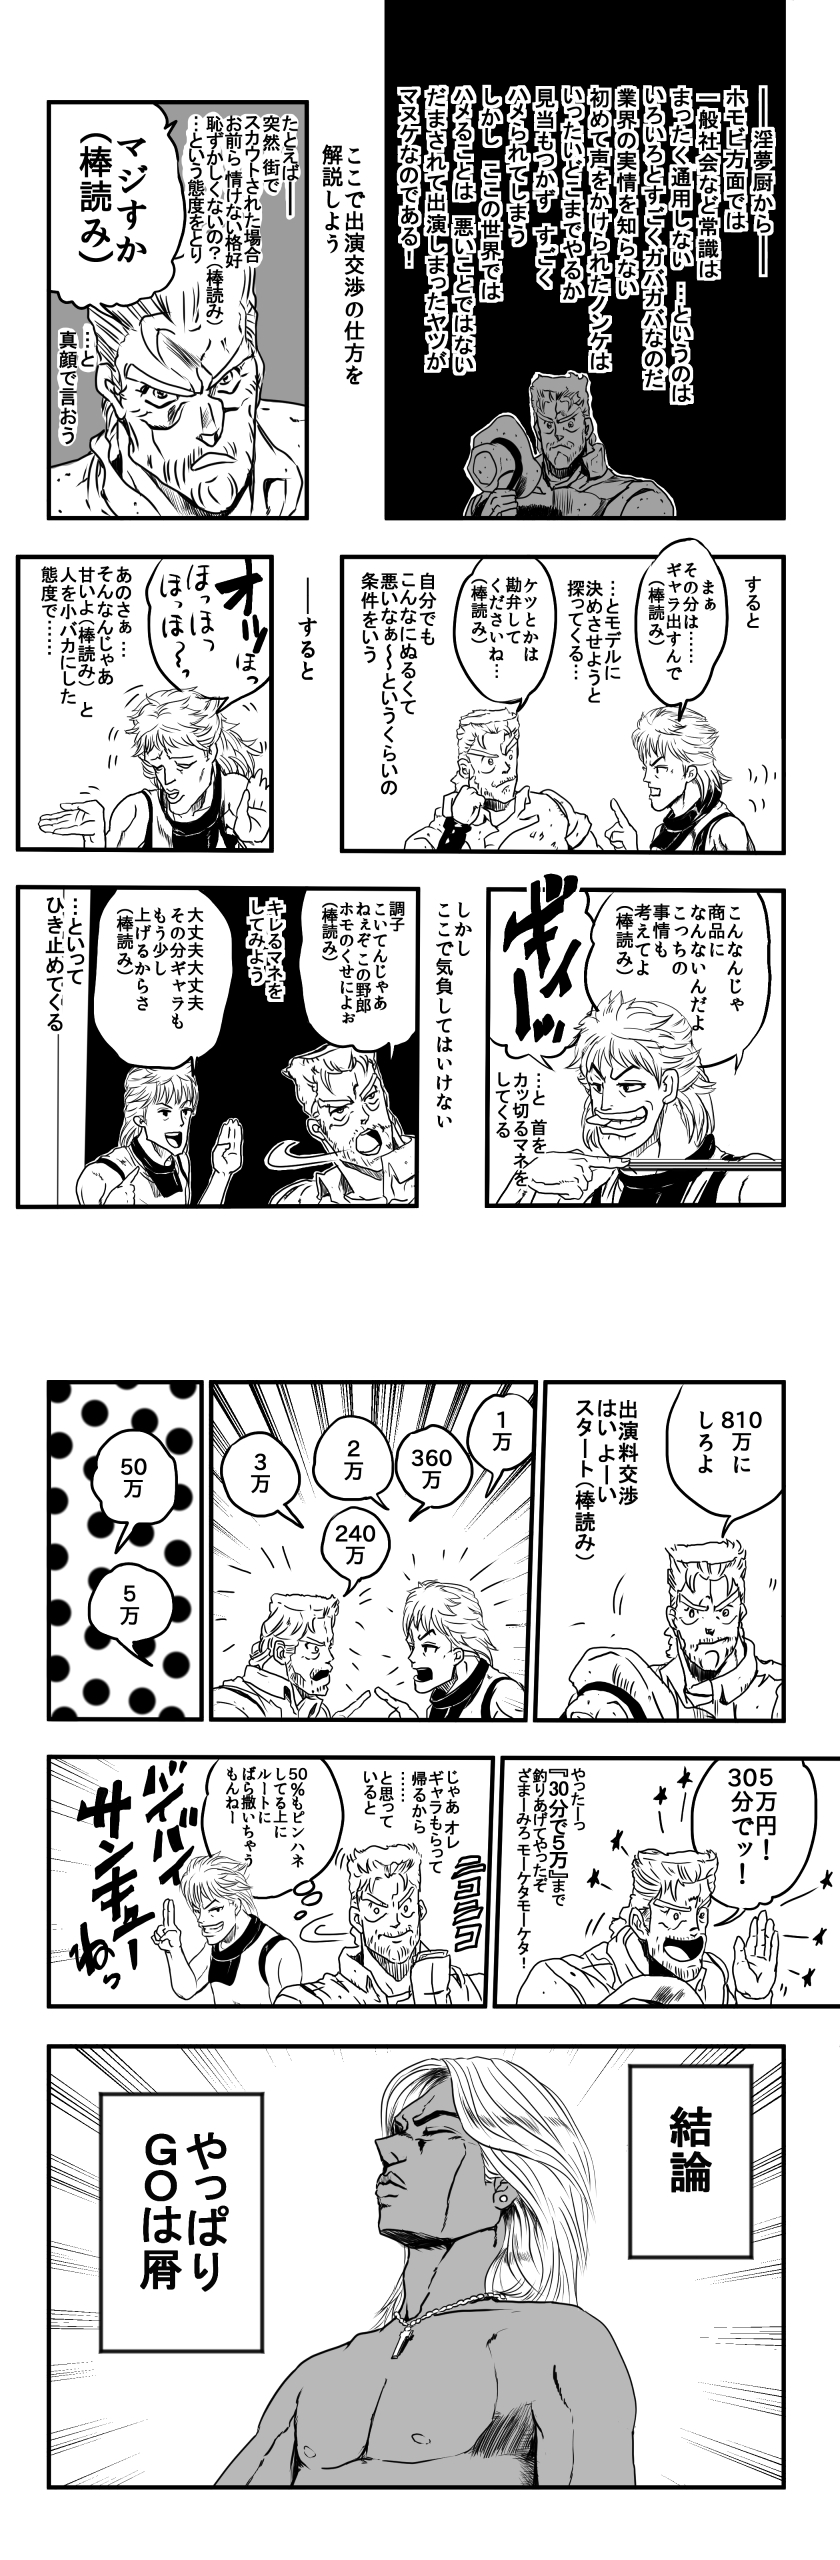 ――淫夢厨から――
ホモビ方面では
一般社会など常識は
まったく通用しない …というのは
いろいろとすごくガバガバなのだ
業界の実情を知らない
初めて声をかけられたノンケは
いったいどこまでやるか
見当もつかず すごく
ハメられてしまう
しかし ここの世界では
ハメることは 悪いことではない
だまされて出演しまったヤツが
マヌケなのである!
ここで出演交渉の仕方を
解説しよう
たとえば――
突然 街で
スカウトされた場合
お前ら情けない格好
恥ずかしくないの?(棒読み)
…という態度をとり
マジすか
(棒読み)
…と
真顔で言おう
すると
まぁ
その分は……
ギャラ出すんで
(棒読み)
…とモデルに
決めさせようと
探ってくる…
ケツとかは
勘弁して
くださいね…
(棒読み)
自分でも
こんなにぬるくて
悪いなぁ〜というくらいの
条件をいう
――すると
オッ
ほっ
ほっほっ
ほっほ〜っ
あのさぁ…
そんなんじゃあ
甘いよ(棒読み) と
人を小バカにした
態度で……
こんなんじゃ
商品に
なんないんだよ
こっちの
事情も
考えてよ
(棒読み)
ギィーッ
…と 首を
カッ切るマネを
してくる
しかし
ここで気負してはいけない
調子
こいてんじゃあ
ねぇぞこの野郎
ホモのくせによぉ
(棒読み)
キレるマネを
してみよう
大丈夫大丈夫
その分ギャラも
もう少し
上げるからさ
(棒読み)
…といって
ひき止めてくる
810万に
しろよ
出演料交渉
はい よーい
スタート(棒読み)
1万
360万
2万
240万
3万
50万
5万
5万円!
30分でッ!
やったーっ
『30分で5万』まで
釣りあげてやったぞ
ざまーみろモーケタモーケタ!
じゃあ オレ
ギャラもらって
帰るから
……
と思って
いると
ニコニコ
50%もピンハネ
してる上に
ルートに
ばら撒いちゃう
もんねー
バイバイ
サンキュー
ねっ
結論
やっぱり
GOは屑